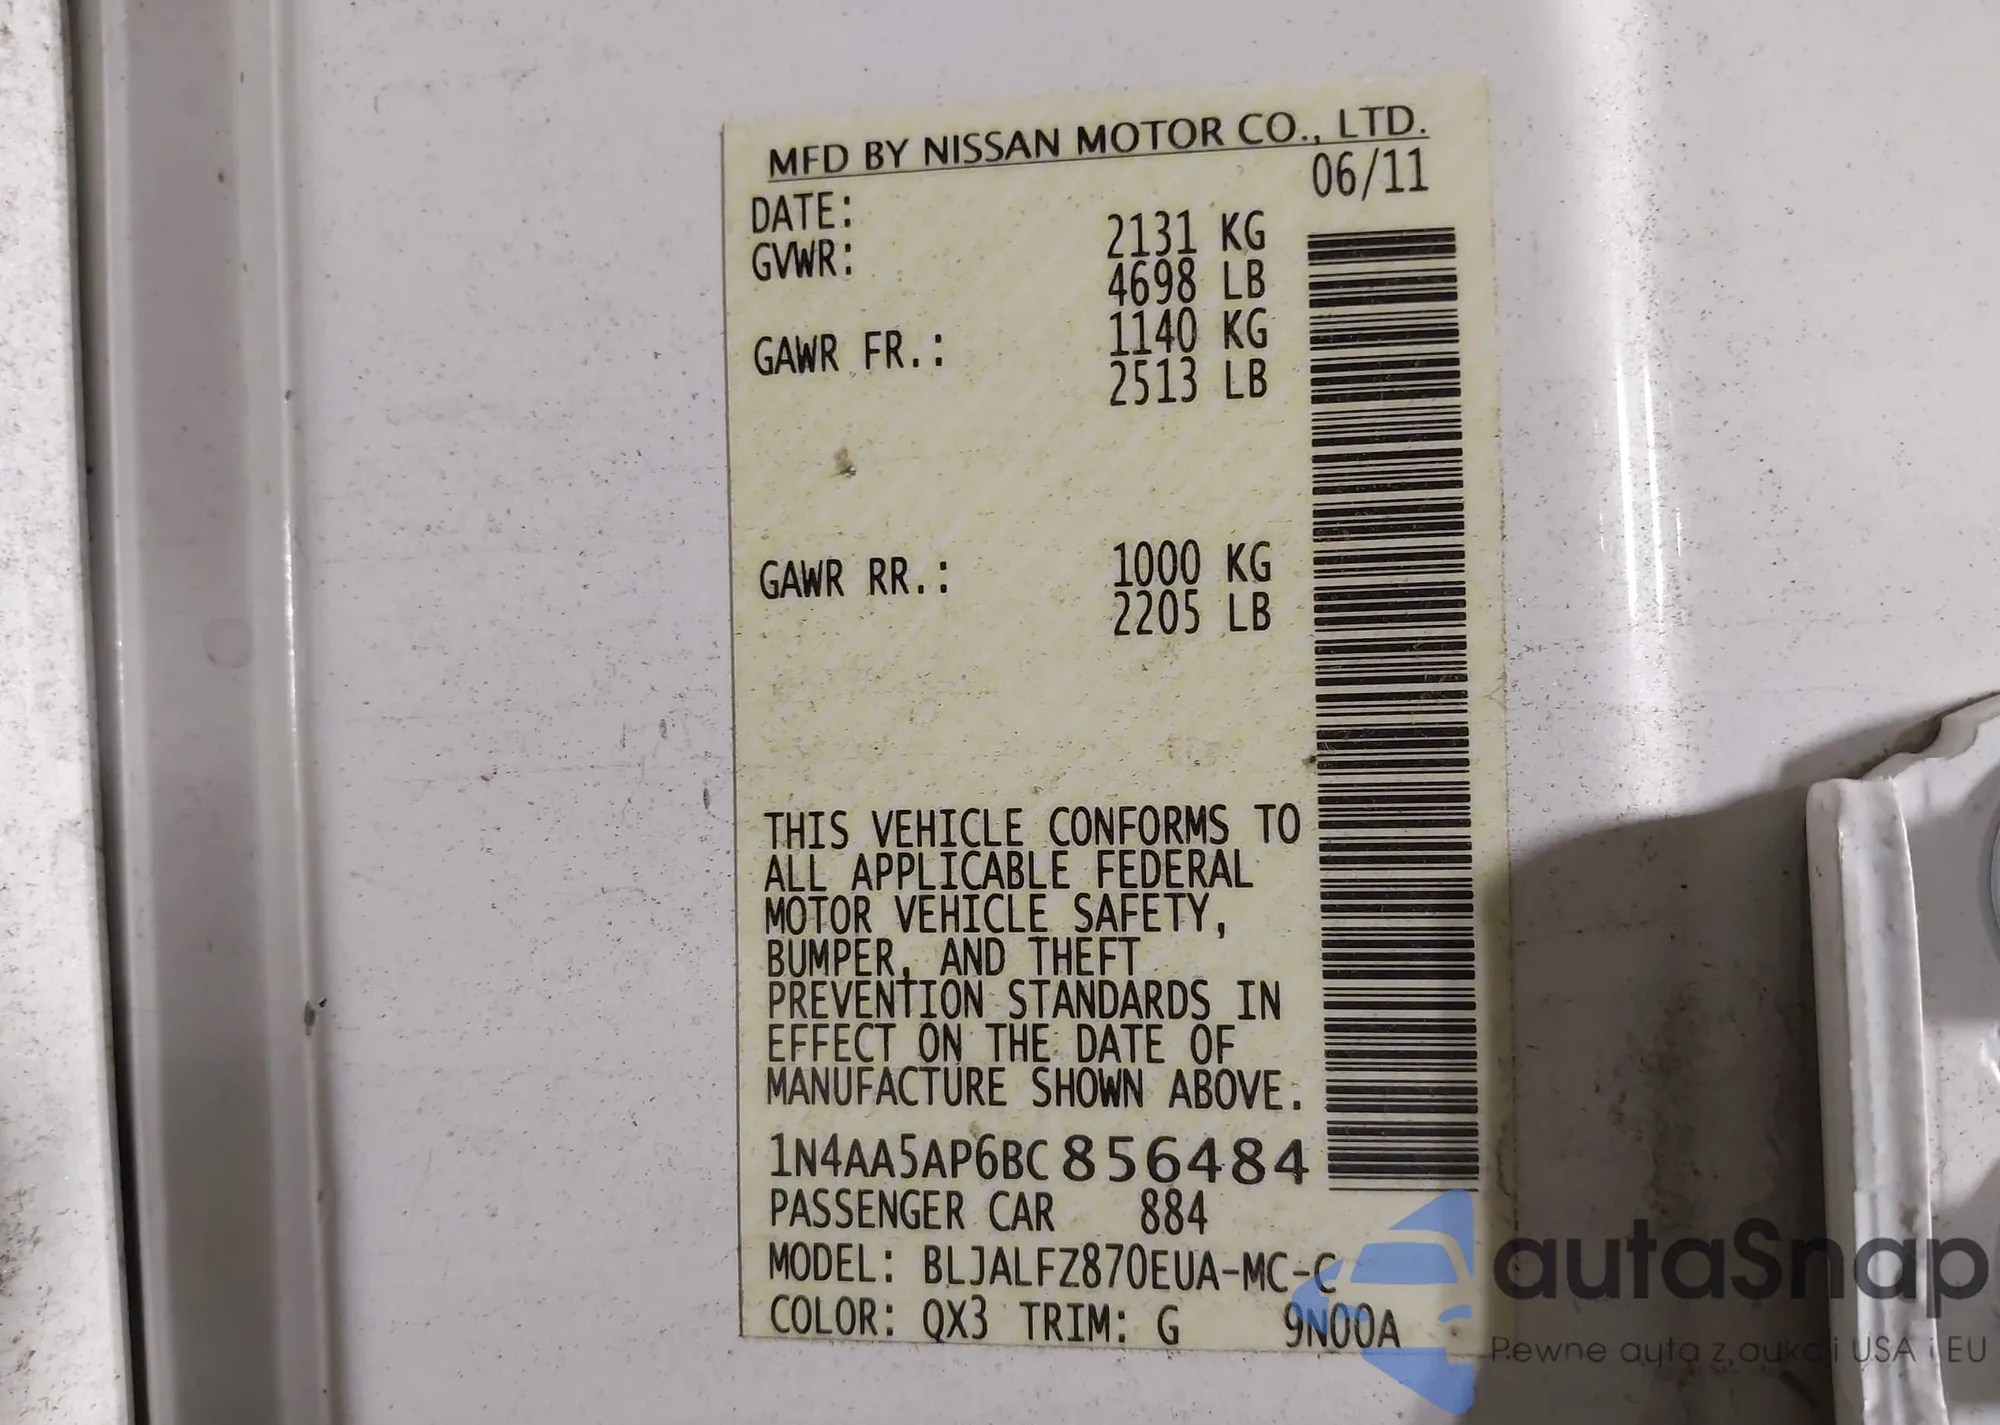 MFD BY NISSAN MOTOR CO., LTD.
DATE: 06/11
GVWR: 2131 KG
4698 LB
GAWR FR.: 1140 KG
2513 LB
GAWR RR.: 1000 KG
2205 LB
THIS VEHICLE CONFORMS TO
ALL APPLICABLE FEDERAL
MOTOR VEHICLE SAFETY,
BUMPER, AND THEFT
PREVENTION STANDARDS IN
EFFECT ON THE DATE OF
MANUFACTURE SHOWN ABOVE.
1N4AA5AP6BC856484
PASSENGER CAR 884
MODEL: BLJALFZ870EUA-MC-C
COLOR: QX3 TRIM: G 9N00A
autaSnap
Pewne auta z aukcji USA i EU